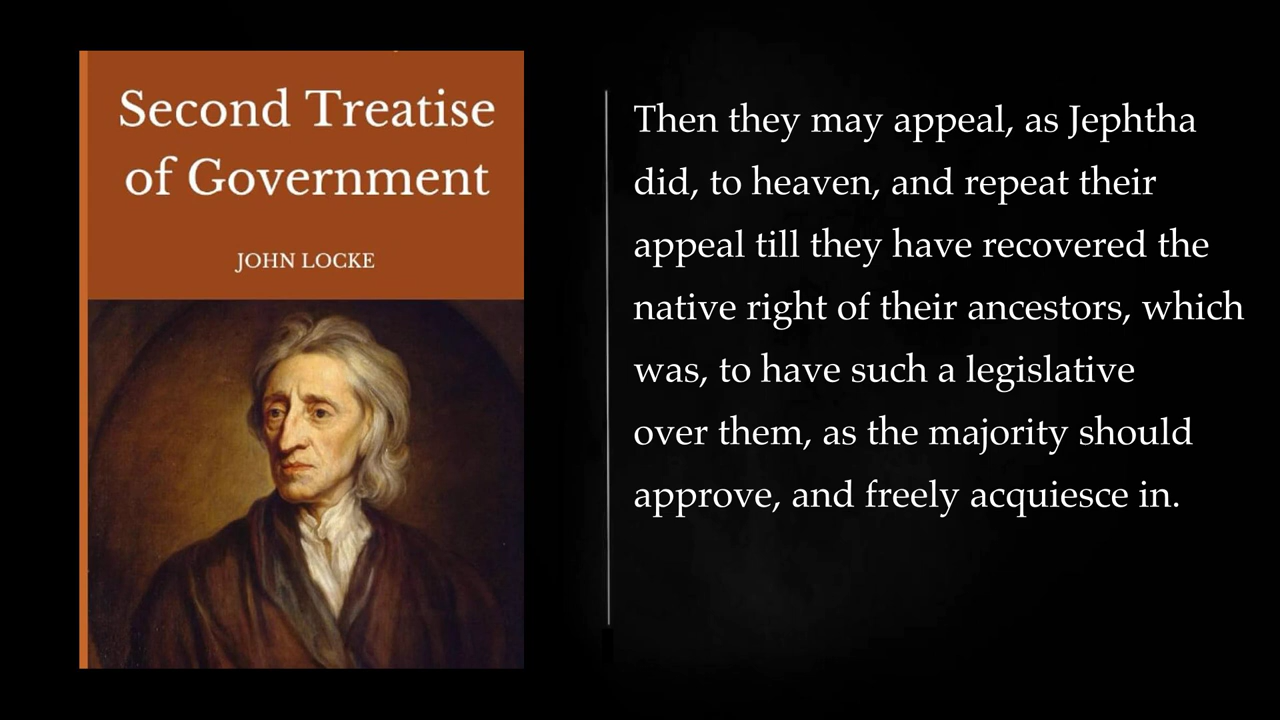 Second Treatise
of Government
JOHN LOCKE
Then they may appeal, as Jephtha
did, to heaven, and repeat their
appeal till they have recovered the
native right of their ancestors, which
was, to have such a legislative
over them, as the majority should
approve, and freely acquiesce in.